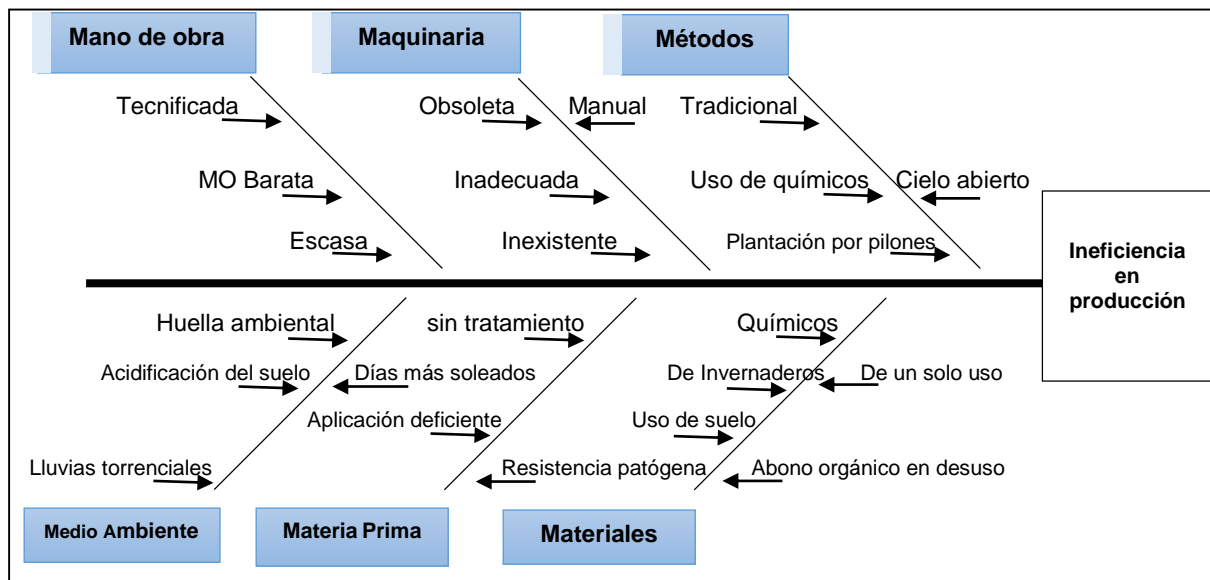 Mano de obra
Maquinaria
Métodos
Tecnificada
Obsoleta
Manual
Tradicional
MO Barata
Inadecuada
Uso de químicos
Cielo abierto
Escasa
Inexistente
Plantación por pilones
Ineficiencia
en
producción
Huella ambiental
sin tratamiento
Químicos
Acidificación del suelo
Días más soleados
De Invernaderos
De un solo uso
Aplicación deficiente
Uso de suelo
Lluvias torrenciales
Resistencia patógena
Abono orgánico en desuso
Medio Ambiente
Materia Prima
Materiales